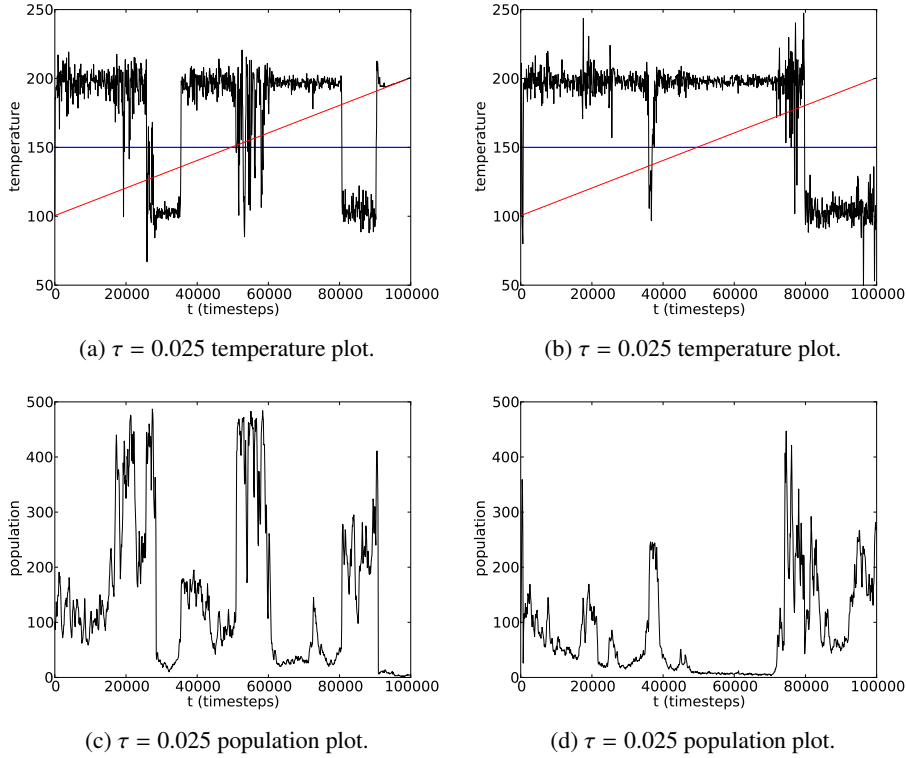 250
200
150
100
50
temperature
0 20000 40000 60000 80000 100000
t (timesteps)
(a) τ = 0.025 temperature plot.
250
200
150
100
50
temperature
0 20000 40000 60000 80000 100000
t (timesteps)
(b) τ = 0.025 temperature plot.
500
400
300
200
100
0
population
0 20000 40000 60000 80000 100000
t (timesteps)
(c) τ = 0.025 population plot.
500
400
300
200
100
0
population
0 20000 40000 60000 80000 100000
t (timesteps)
(d) τ = 0.025 population plot.